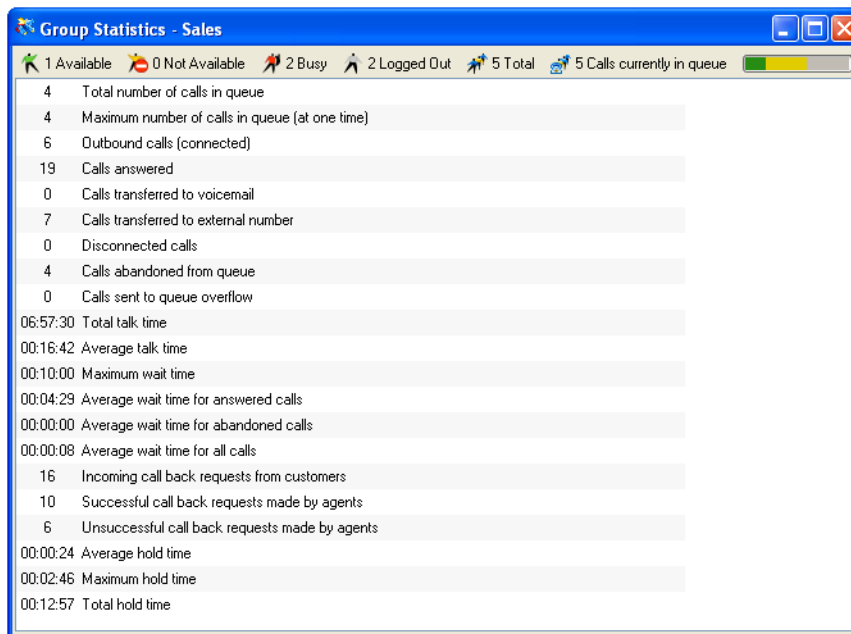 Group Statistics - Sales
1 Available 0 Not Available 2 Busy 2 Logged Out 5 Total 5 Calls currently in queue
4 Total number of calls in queue
4 Maximum number of calls in queue (at one time)
6 Outbound calls (connected)
19 Calls answered
0 Calls transferred to voicemail
7 Calls transferred to external number
0 Disconnected calls
4 Calls abandoned from queue
0 Calls sent to queue overflow
06:57:30 Total talk time
00:16:42 Average talk time
00:10:00 Maximum wait time
00:04:29 Average wait time for answered calls
00:00:00 Average wait time for abandoned calls
00:00:08 Average wait time for all calls
16 Incoming call back requests from customers
10 Successful call back requests made by agents
6 Unsuccessful call back requests made by agents
00:00:24 Average hold time
00:02:46 Maximum hold time
00:12:57 Total hold time